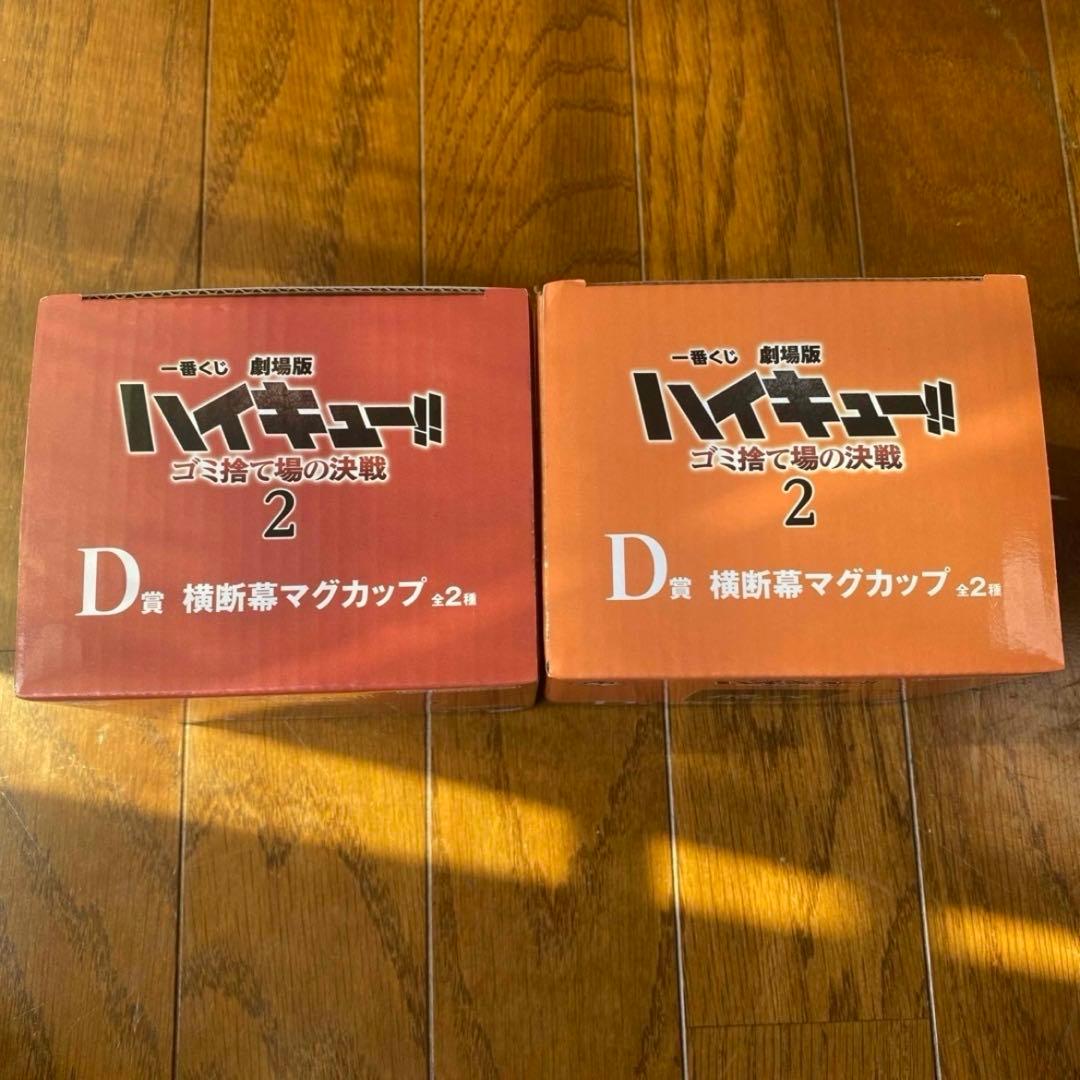 一番くじ 劇場版
ハイキュー!!
ゴミ捨て場の決戦
2
D賞 横断幕マグカップ 全2種
一番くじ 劇場版
ハイキュー!!
ゴミ捨て場の決戦
2
D賞 横断幕マグカップ 全2種